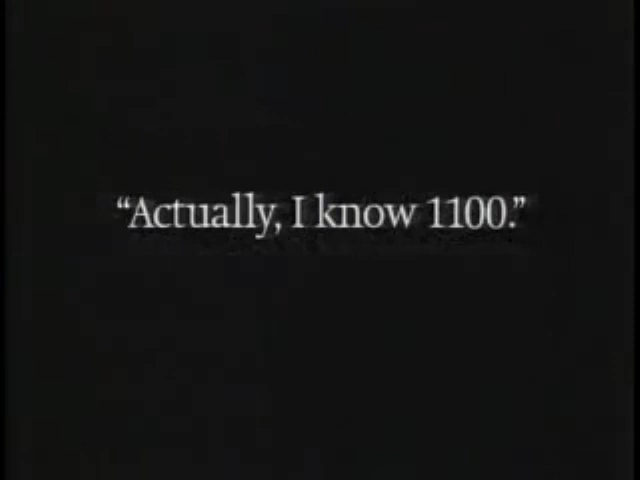 “Actually, I know 1100.”